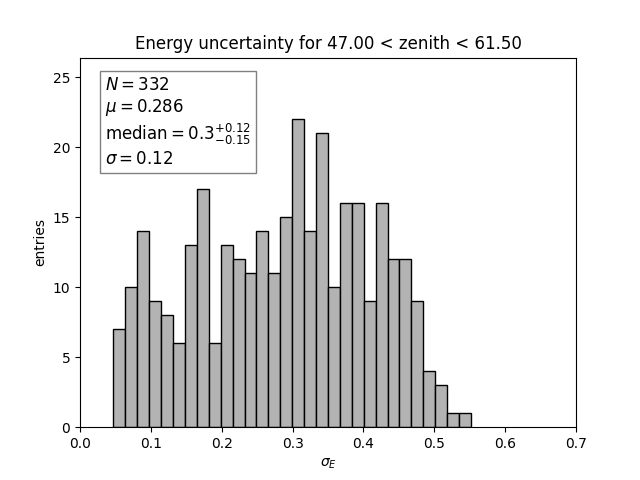 Energy uncertainty for 47.00 < zenith < 61.50
N = 332
μ = 0.286
median = 0.3 +0.12 −0.15
σ = 0.12
25
20
15
10
5
0
entries
0.0 0.1 0.2 0.3 0.4 0.5 0.6 0.7
σE